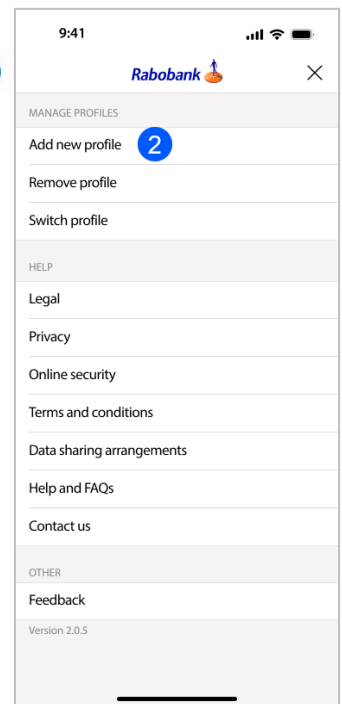 9:41
Rabobank
MANAGE PROFILES
Add new profile 2
Remove profile
Switch profile
HELP
Legal
Privacy
Online security
Terms and conditions
Data sharing arrangements
Help and FAQs
Contact us
OTHER
Feedback
Version 2.0.5